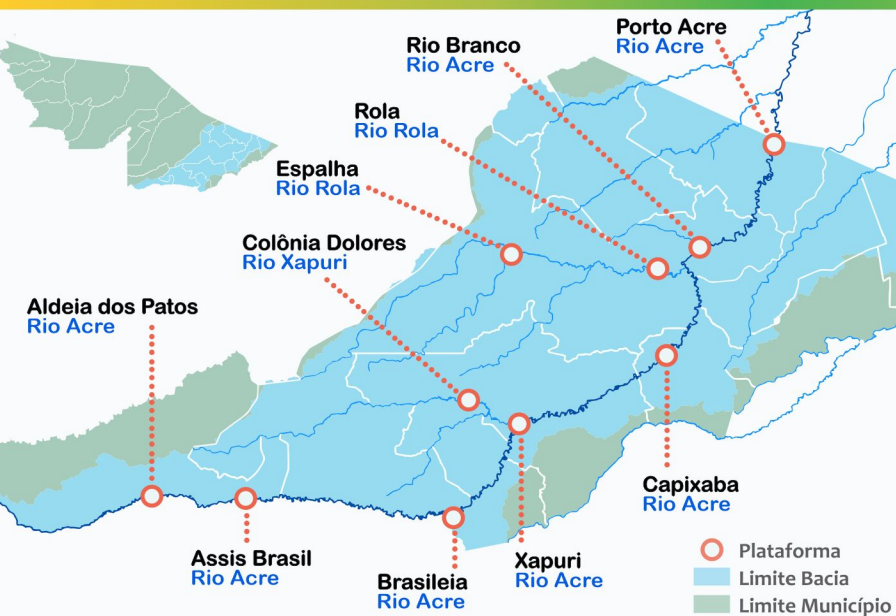 Porto Acre
Rio Acre
Rio Branco
Rio Acre
Rola
Rio Rola
Espalha
Rio Rola
Colônia Dolores
Rio Xapuri
Aldeia dos Patos
Rio Acre
Capixaba
Rio Acre
Assis Brasil
Rio Acre
Brasileia
Rio Acre
Xapuri
Rio Acre
Plataforma
Limite Bacia
Limite Município